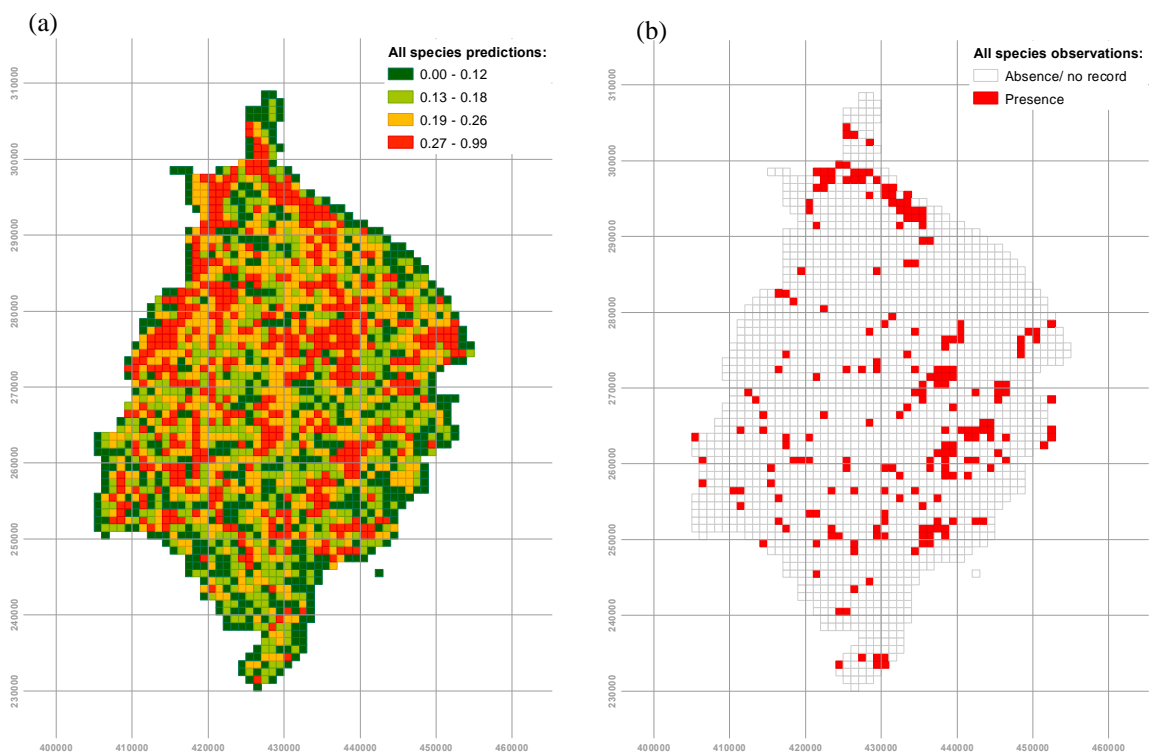 (a)
All species predictions:
0.00 - 0.12
0.13 - 0.18
0.19 - 0.26
0.27 - 0.99
310000
300000
290000
280000
270000
260000
250000
240000
230000
400000 410000 420000 430000 440000 450000 460000
(b)
All species observations:
Absence/ no record
Presence
310000
300000
290000
280000
270000
260000
250000
240000
230000
400000 410000 420000 430000 440000 450000 460000